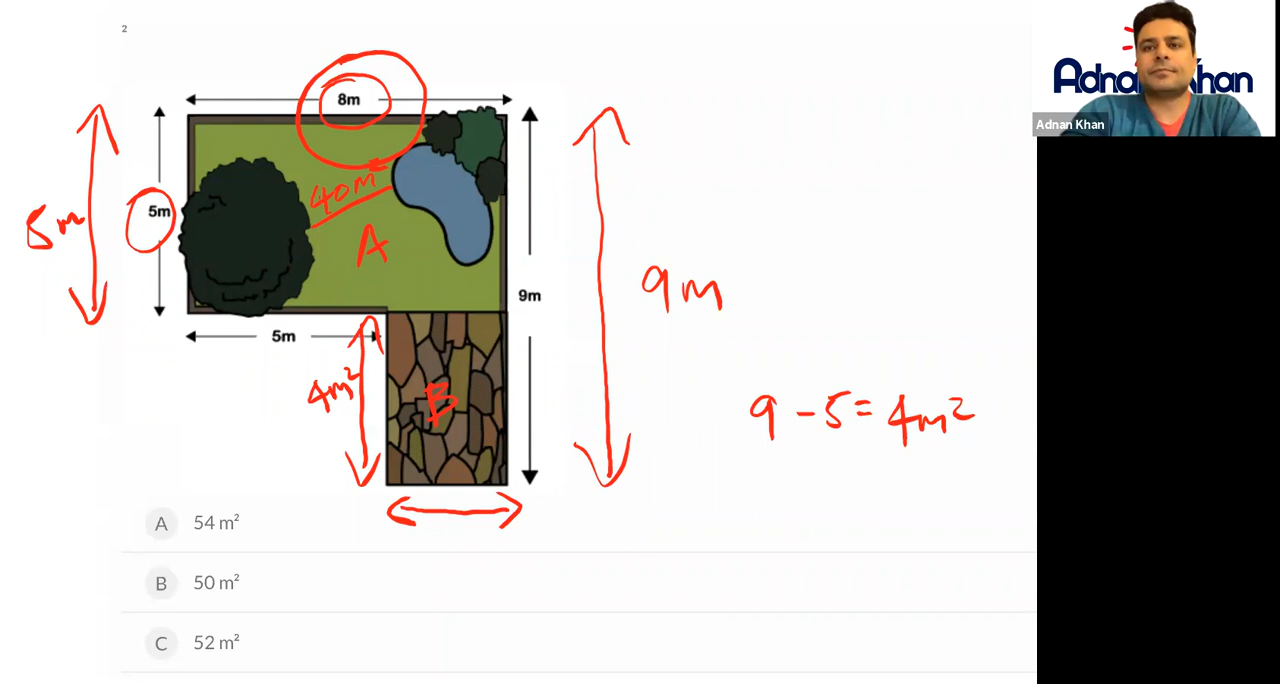 2
8m
5m
5m
40m²
A
9m
9m
5m
4m²
B
9 - 5 = 4m²
A 54 m²
B 50 m²
C 52 m²
Adnan Khan
Adnan Khan